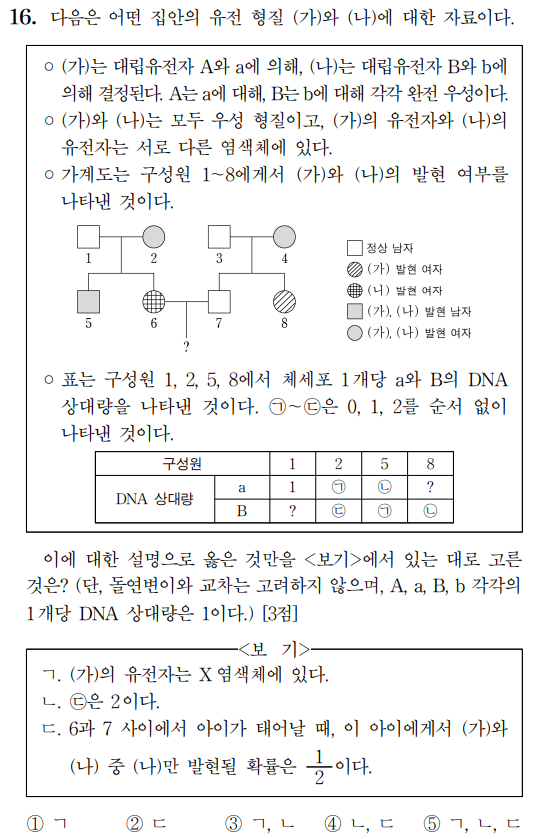 16. 다음은 어떤 집안의 유전 형질 (가)와 (나)에 대한 자료이다.
○ (가)는 대립유전자 A와 a에 의해, (나)는 대립유전자 B와 b에
의해 결정된다. A는 a에 대해, B는 b에 대해 각각 완전 우성이다.
○ (가)와 (나)는 모두 우성 형질이고, (가)의 유전자와 (나)의
유전자는 서로 다른 염색체에 있다.
○ 가계도는 구성원 1~8에게서 (가)와 (나)의 발현 여부를
나타낸 것이다.
1 2 3 4
5 6 7 8
?
정상 남자
(가) 발현 여자
(니) 발현 여자
(가), (나) 발현 남자
(가), (나) 발현 여자
○ 표는 구성원 1, 2, 5, 8에서 체세포 1개당 a와 B의 DNA
상대량을 나타낸 것이다. ㉠~㉢은 0, 1, 2를 순서 없이
나타낸 것이다.
구성원 1 2 5 8
DNA 상대량 a 1 ㉠ ㉡ ?
B ? ㉢ ㉠ ㉡
이에 대한 설명으로 옳은 것만을 <보기>에서 있는 대로 고른
것은? (단, 돌연변이와 교차는 고려하지 않으며, A, a, B, b 각각의
1개당 DNA 상대량은 1이다.) [3점]
<보 기>
ㄱ. (가)의 유전자는 X 염색체에 있다.
ㄴ. ㉢은 2이다.
ㄷ. 6과 7 사이에서 아이가 태어날 때, 이 아이에게서 (가)와
(나) 중 (나)만 발현될 확률은 1/2이다.
① ㄱ ② ㄷ ③ ㄱ, ㄴ ④ ㄴ, ㄷ ⑤ ㄱ, ㄴ, ㄷ